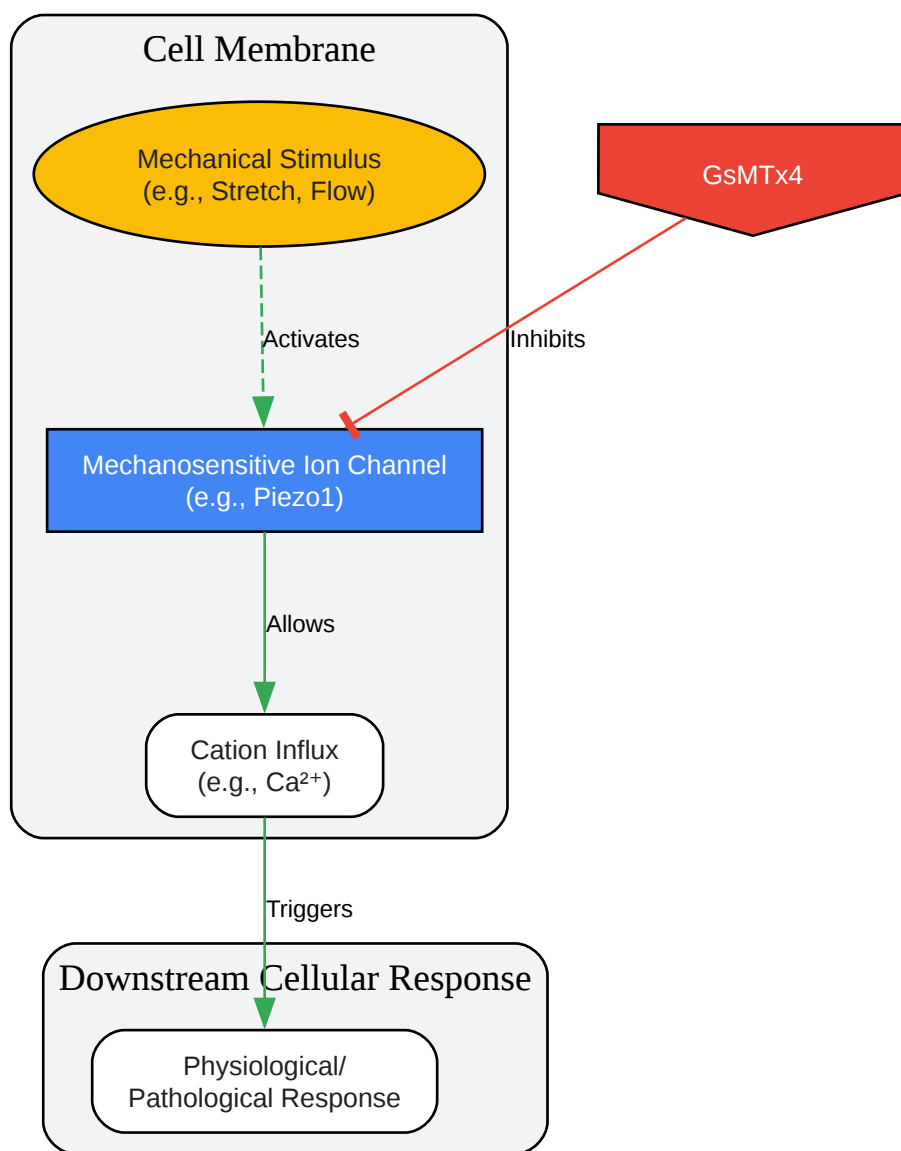 Cell Membrane
Mechanical Stimulus
(e.g., Stretch, Flow)
GsMTx4
Activates
Inhibits
Mechanosensitive Ion Channel
(e.g., Piezo1)
Allows
Cation Influx
(e.g., Ca²⁺)
Triggers
Downstream Cellular Response
Physiological/
Pathological Response